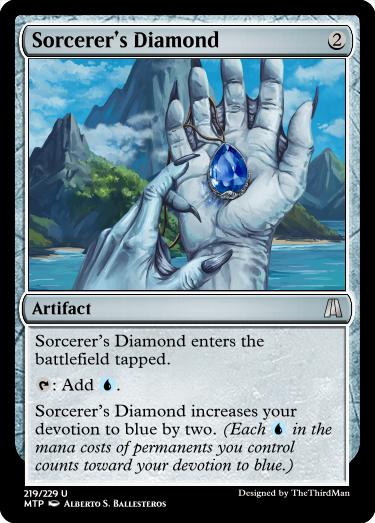 Sorcerer's Diamond 2
Artifact
Sorcerer's Diamond enters the
battlefield tapped.
: Add .
Sorcerer's Diamond increases your
devotion to blue by two. (Each in the
mana costs of permanents you control
counts toward your devotion to blue.)
219/229 U Designed by TheThirdMan
MTP Alberto S. Ballesteros